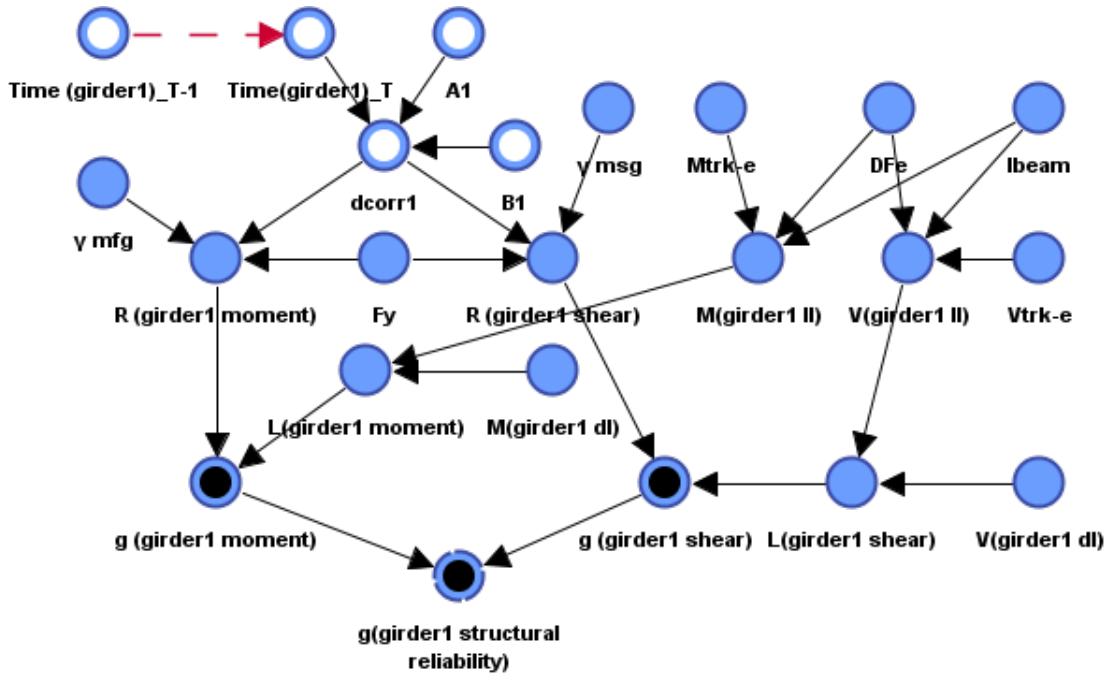 Time (girder1)_T-1
Time(girder1)_T
A1
γ mfg
dcorr1
B1
γ msg
Mtrk-e
DFe
Ibeam
R (girder1 moment)
Fy
R (girder1 shear)
M(girder1 ll)
V(girder1 ll)
Vtrk-e
L(girder1 moment)
M(girder1 dl)
g (girder1 moment)
g (girder1 shear)
L(girder1 shear)
V(girder1 dl)
g(girder1 structural
reliability)